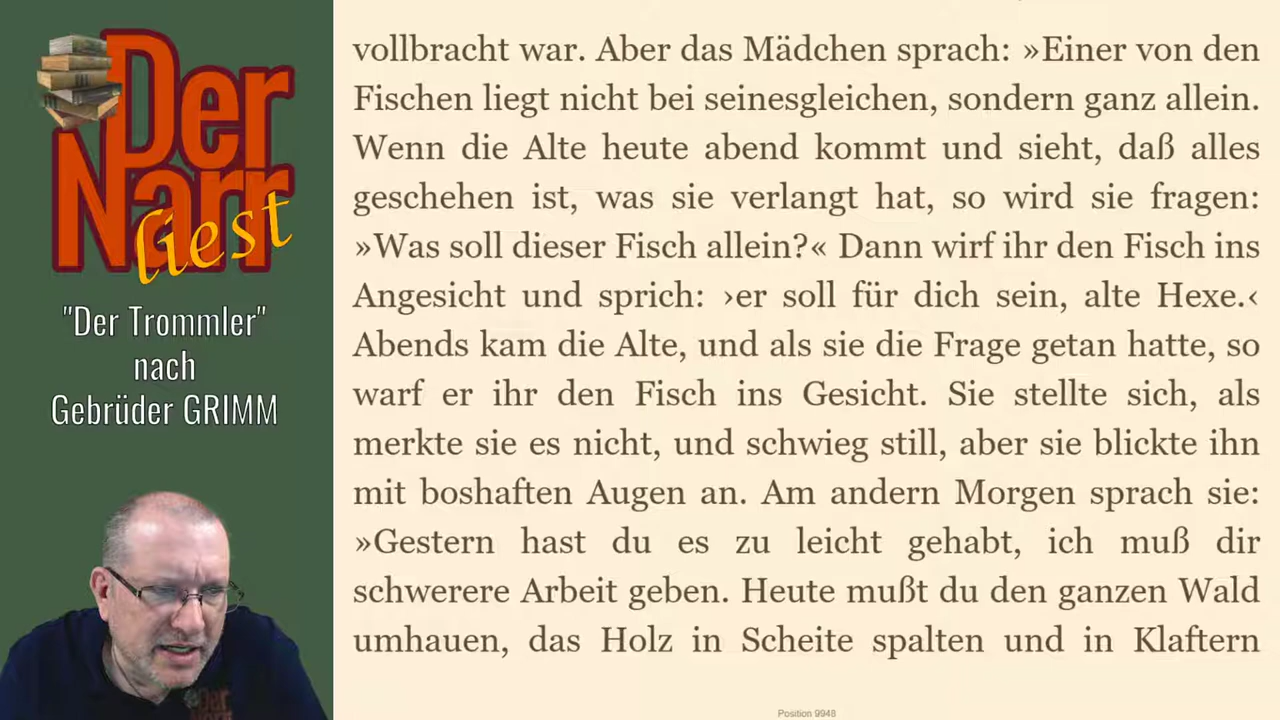 Der
Narr
liest
"Der Trommler"
nach
Gebrüder GRIMM
vollbracht war. Aber das Mädchen sprach: »Einer von den
Fischen liegt nicht bei seinesgleichen, sondern ganz allein.
Wenn die Alte heute abend kommt und sieht, daß alles
geschehen ist, was sie verlangt hat, so wird sie fragen:
»Was soll dieser Fisch allein?« Dann wirf ihr den Fisch ins
Angesicht und sprich: ›er soll für dich sein, alte Hexe.‹
Abends kam die Alte, und als sie die Frage getan hatte, so
warf er ihr den Fisch ins Gesicht. Sie stellte sich, als
merkte sie es nicht, und schwieg still, aber sie blickte ihn
mit boshaften Augen an. Am andern Morgen sprach sie:
»Gestern hast du es zu leicht gehabt, ich muß dir
schwerere Arbeit geben. Heute mußt du den ganzen Wald
umhauen, das Holz in Scheite spalten und in Klaftern
Position 9948